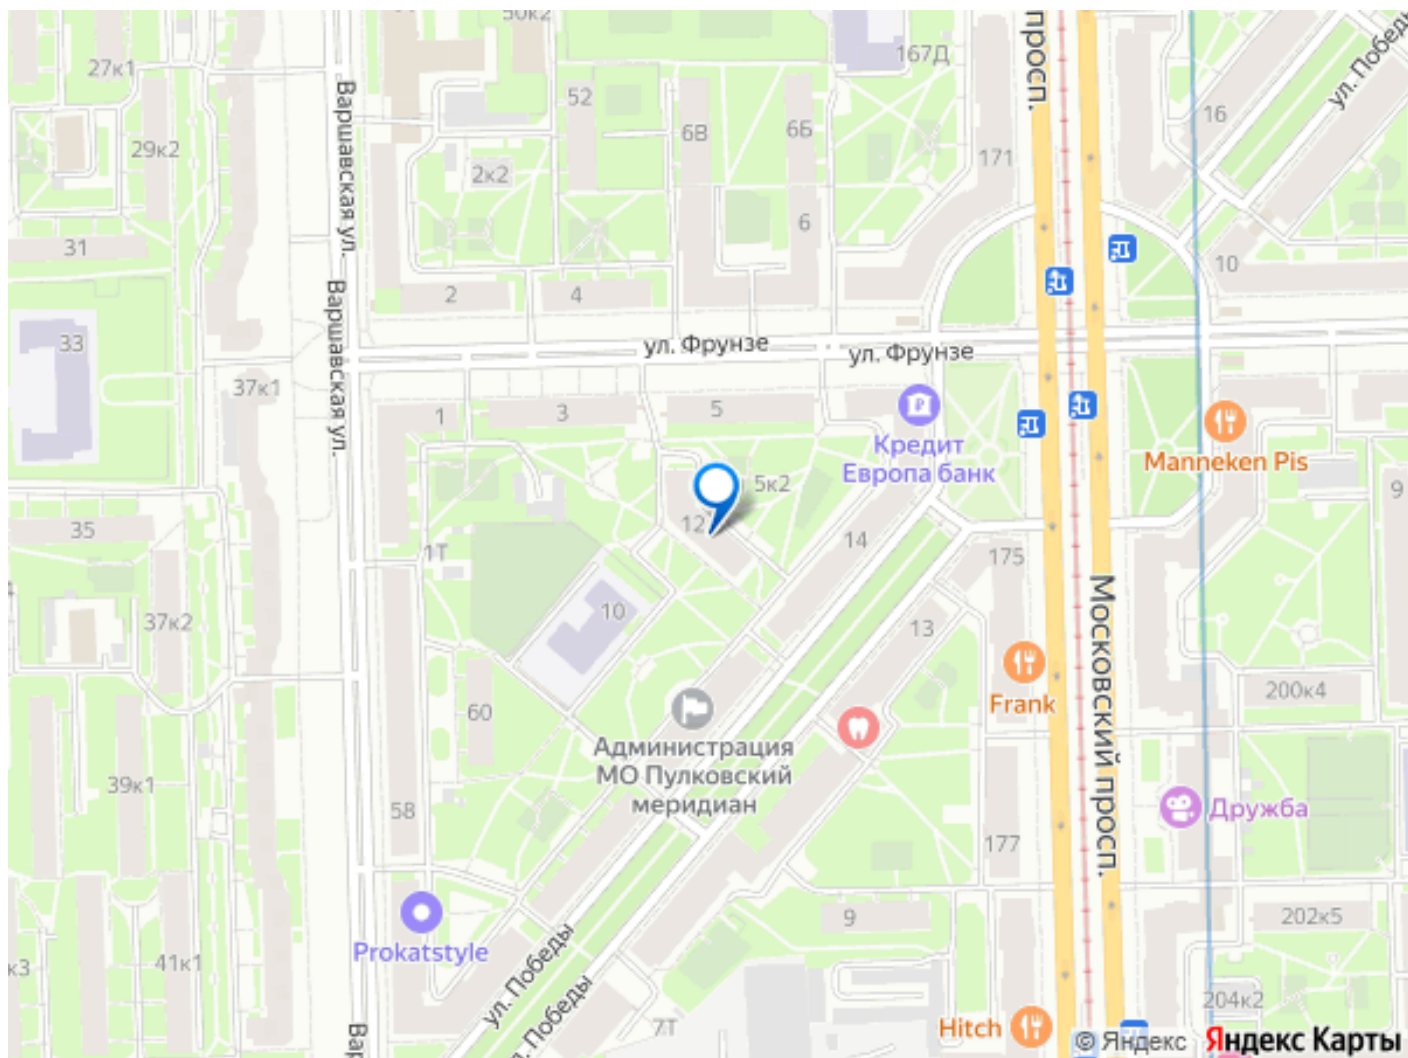 50к2
просп.
167Д
ул. Победы
27к1
52
16
Варшавская ул.
6В
6Б
29к2
171
2к2
6
31
10
2
4
Варшавская ул.
33
ул. Фрунзе
ул. Фрунзе
37к1
1
3
5
Кредит
Европа банк
Manneken Pis
5к2
9
12
35
14
1Т
175
10
Московский просп.
37к2
13
200к4
Frank
60
Администрация
МО Пулковский
меридиан
39к1
58
Дружба
177
9
202к5
Prokatstyle
41к1
к3
ул. Победы
ул. Победы
204к2
7Т
Hitch
Вар
© Яндекс
Яндекс Карты